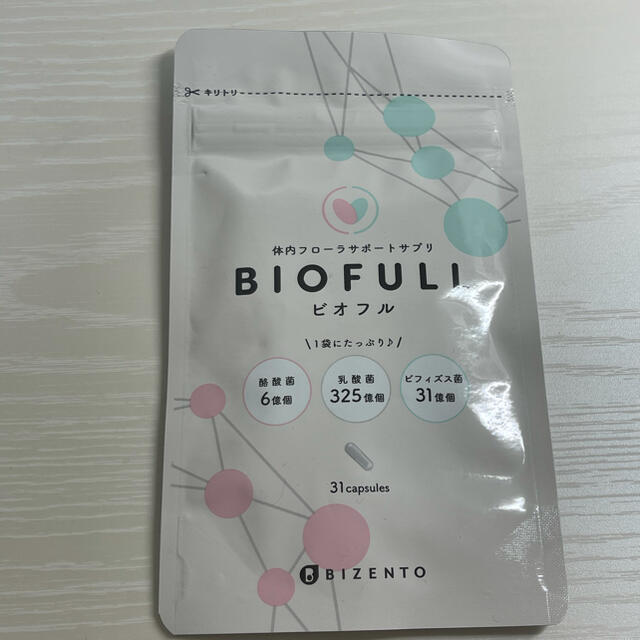 キリトリ
体内フローラサポートサプリ
BIOFULL
ビオフル
\1袋にたっぷり♪/
酪酸菌
6億個
乳酸菌
325億個
ビフィズス菌
31億個
31capsules
BIZENTO